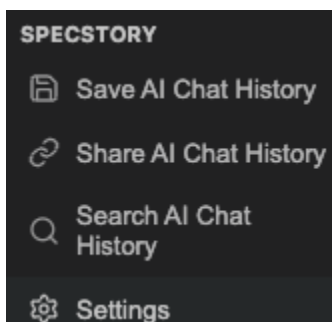 SPECSTORY
Save AI Chat History
Share AI Chat History
Search AI Chat
History
Settings